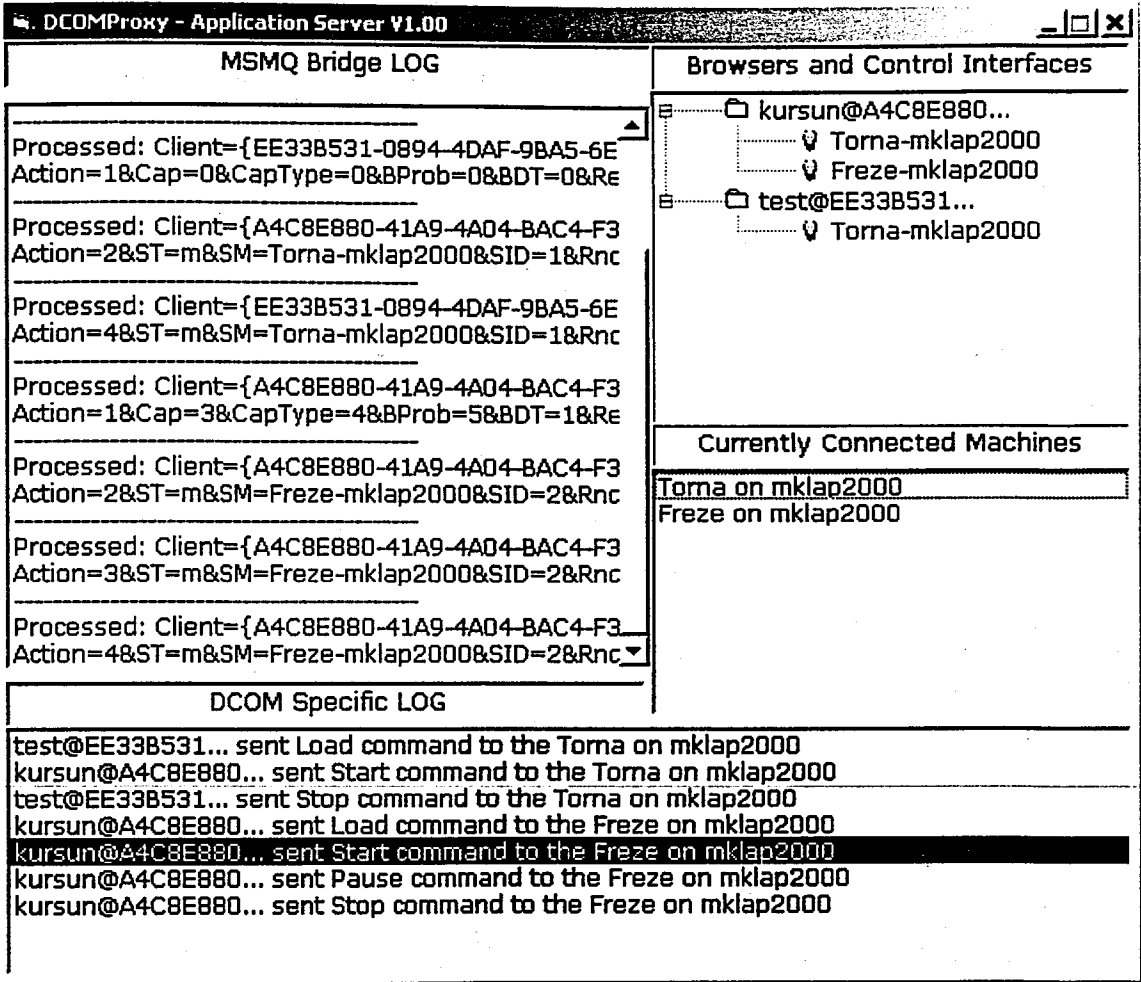 DCOMProxy - Application Server V1.00
MSMQ Bridge LOG
Processed: Client={EE33B531-0894-4DAF-9BA5-6E
Action=1&Cap=0&CapType=0&BProb=0&BDT=0&Re
Processed: Client={A4C8E880-41A9-4A04-BAC4-F3
Action=2&ST=m&SM=Torna-mklap2000&SID=1&Rnc
Processed: Client={EE33B531-0894-4DAF-9BA5-6E
Action=4&ST=m&SM=Torna-mklap2000&SID=1&Rnc
Processed: Client={A4C8E880-41A9-4A04-BAC4-F3
Action=1&Cap=3&CapType=4&BProb=5&BDT=1&Re
Processed: Client={A4C8E880-41A9-4A04-BAC4-F3
Action=2&ST=m&SM=Freze-mklap2000&SID=2&Rnc
Processed: Client={A4C8E880-41A9-4A04-BAC4-F3
Action=3&ST=m&SM=Freze-mklap2000&SID=2&Rnc
Processed: Client={A4C8E880-41A9-4A04-BAC4-F3
Action=4&ST=m&SM=Freze-mklap2000&SID=2&Rnc
Browsers and Control Interfaces
kursun@A4C8E880...
Torna-mklap2000
Freze-mklap2000
test@EE33B531...
Torna-mklap2000
Currently Connected Machines
Torna on mklap2000
Freze on mklap2000
DCOM Specific LOG
test@EE33B531... sent Load command to the Torna on mklap2000
kursun@A4C8E880... sent Start command to the Torna on mklap2000
test@EE33B531... sent Stop command to the Torna on mklap2000
kursun@A4C8E880... sent Load command to the Freze on mklap2000
kursun@A4C8E880... sent Start command to the Freze on mklap2000
kursun@A4C8E880... sent Pause command to the Freze on mklap2000
kursun@A4C8E880... sent Stop command to the Freze on mklap2000